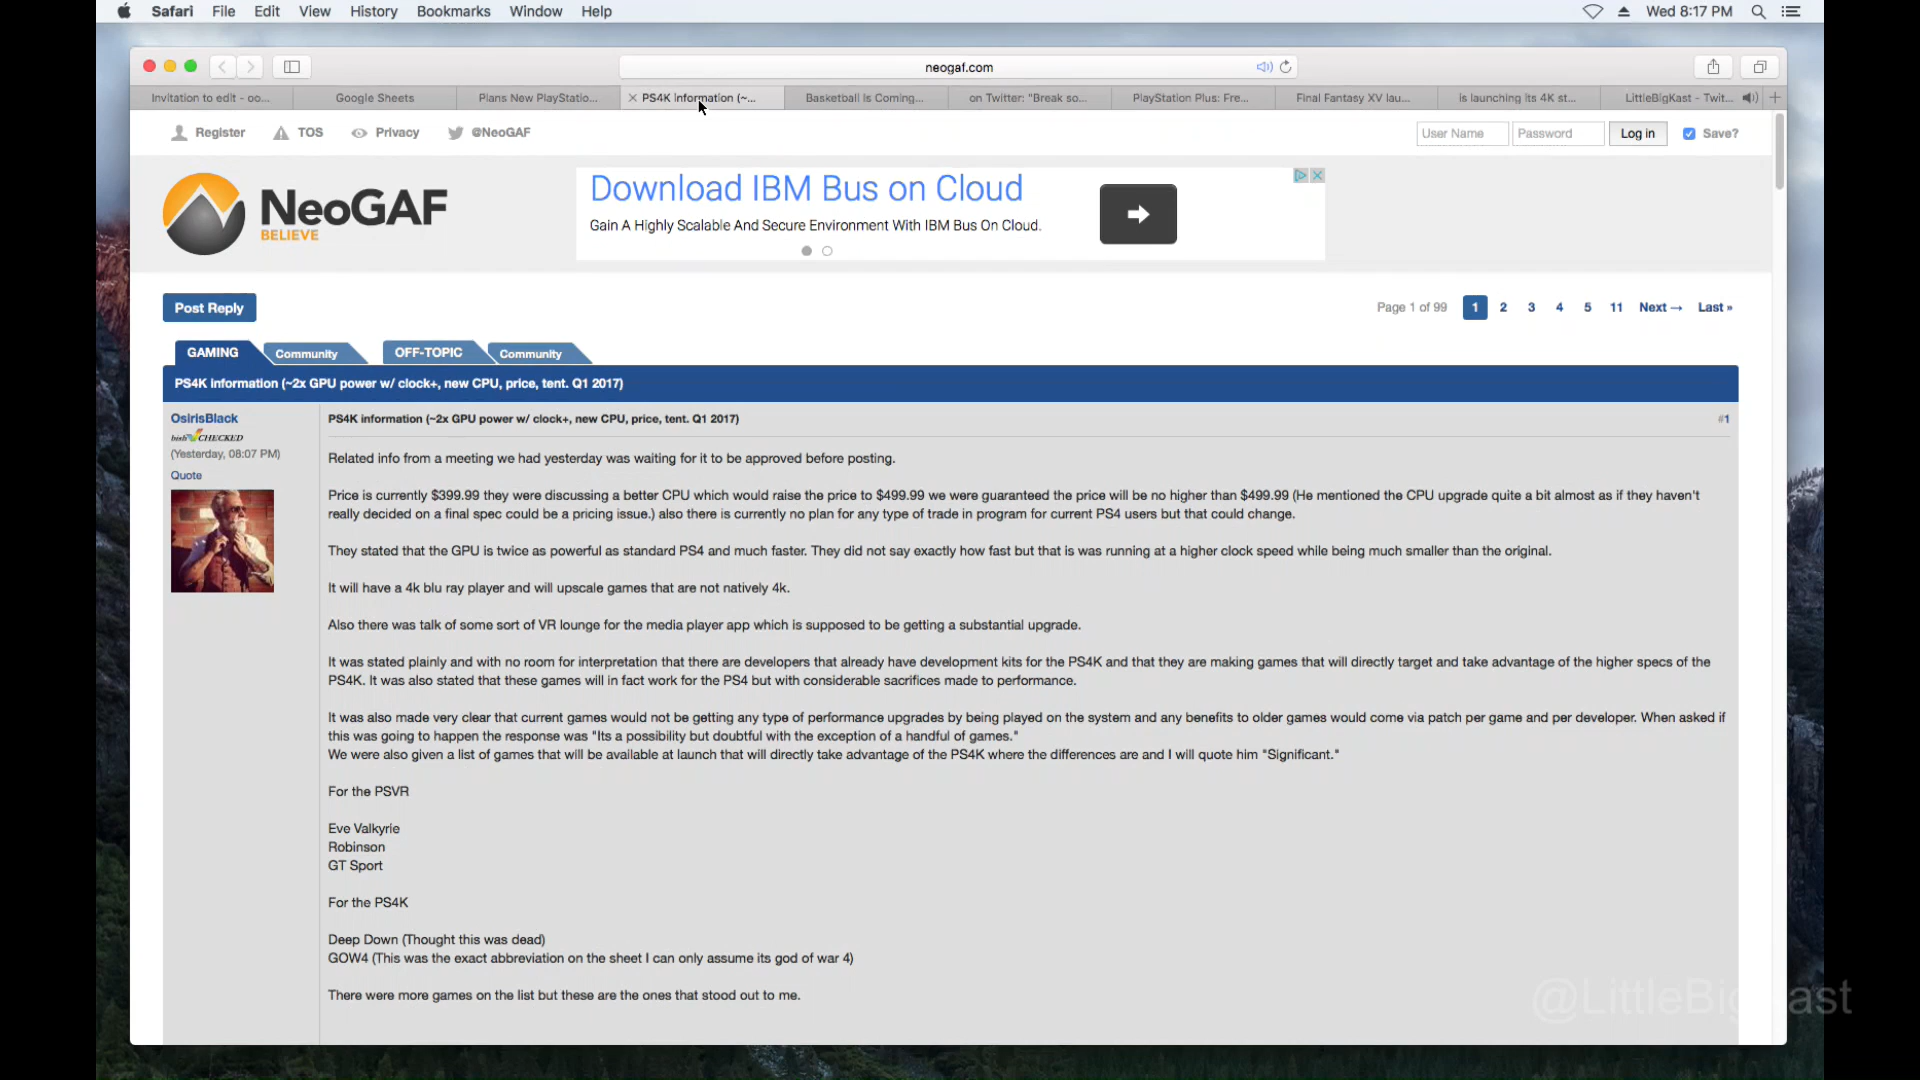 Safari File Edit View History Bookmarks Window Help Wed 8:17 PM
neogaf.com
Invitation to edit - oo... Google Sheets Plans New PlayStatio... PS4K information (~... Basketball Is Coming... on Twitter: "Break so... PlayStation Plus: Fre... Final Fantasy XV lau... is launching its 4K st... LittleBigKast - Twit...
Register TOS Privacy @NeoGAF User Name Password Log in Save?
NeoGAF
BELIEVE
Download IBM Bus on Cloud
Gain A Highly Scalable And Secure Environment With IBM Bus On Cloud.
Post Reply Page 1 of 99 1 2 3 4 5 11 Next → Last »
GAMING Community OFF-TOPIC Community
PS4K information (~2x GPU power w/ clock+, new CPU, price, tent. Q1 2017)
OsirisBlack
CHECKED
(Yesterday, 08:07 PM)
Quote
PS4K information (~2x GPU power w/ clock+, new CPU, price, tent. Q1 2017) #1
Related info from a meeting we had yesterday was waiting for it to be approved before posting.
Price is currently $399.99 they were discussing a better CPU which would raise the price to $499.99 we were guaranteed the price will be no higher than $499.99 (He mentioned the CPU upgrade quite a bit almost as if they haven't
really decided on a final spec could be a pricing issue.) also there is currently no plan for any type of trade in program for current PS4 users but that could change.
They stated that the GPU is twice as powerful as standard PS4 and much faster. They did not say exactly how fast but that is was running at a higher clock speed while being much smaller than the original.
It will have a 4k blu ray player and will upscale games that are not natively 4k.
Also there was talk of some sort of VR lounge for the media player app which is supposed to be getting a substantial upgrade.
It was stated plainly and with no room for interpretation that there are developers that already have development kits for the PS4K and that they are making games that will directly target and take advantage of the higher specs of the
PS4K. It was also stated that these games will in fact work for the PS4 but with considerable sacrifices made to performance.
It was also made very clear that current games would not be getting any type of performance upgrades by being played on the system and any benefits to older games would come via patch per game and per developer. When asked if
this was going to happen the response was "Its a possibility but doubtful with the exception of a handful of games."
We were also given a list of games that will be available at launch that will directly take advantage of the PS4K where the differences are and I will quote him "Significant."
For the PSVR
Eve Valkyrie
Robinson
GT Sport
For the PS4K
Deep Down (Thought this was dead)
GOW4 (This was the exact abbreviation on the sheet I can only assume its god of war 4)
There were more games on the list but these are the ones that stood out to me.
@LittleBigKast